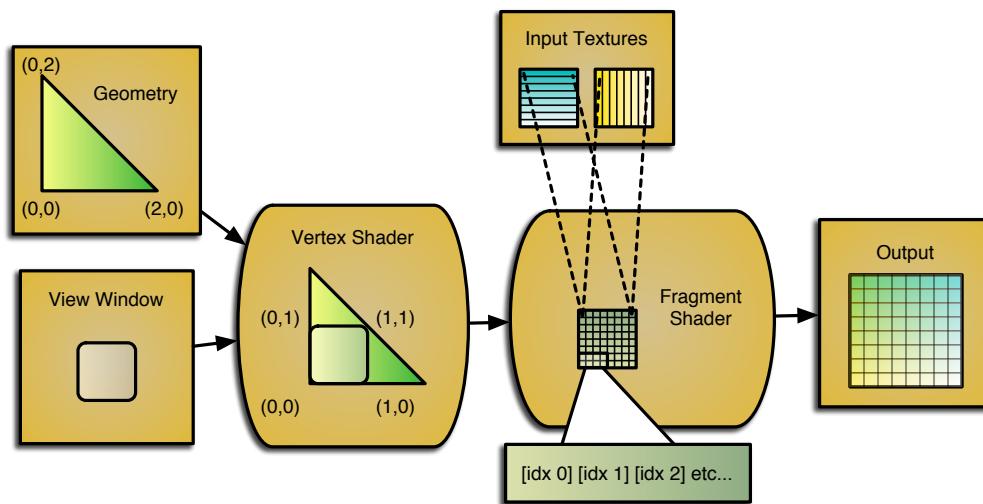 (0,2)
Geometry
(0,0)
(2,0)
View Window
Vertex Shader
(0,1)
(1,1)
(0,0)
(1,0)
Input Textures
Fragment
Shader
[idx 0] [idx 1] [idx 2] etc...
Output